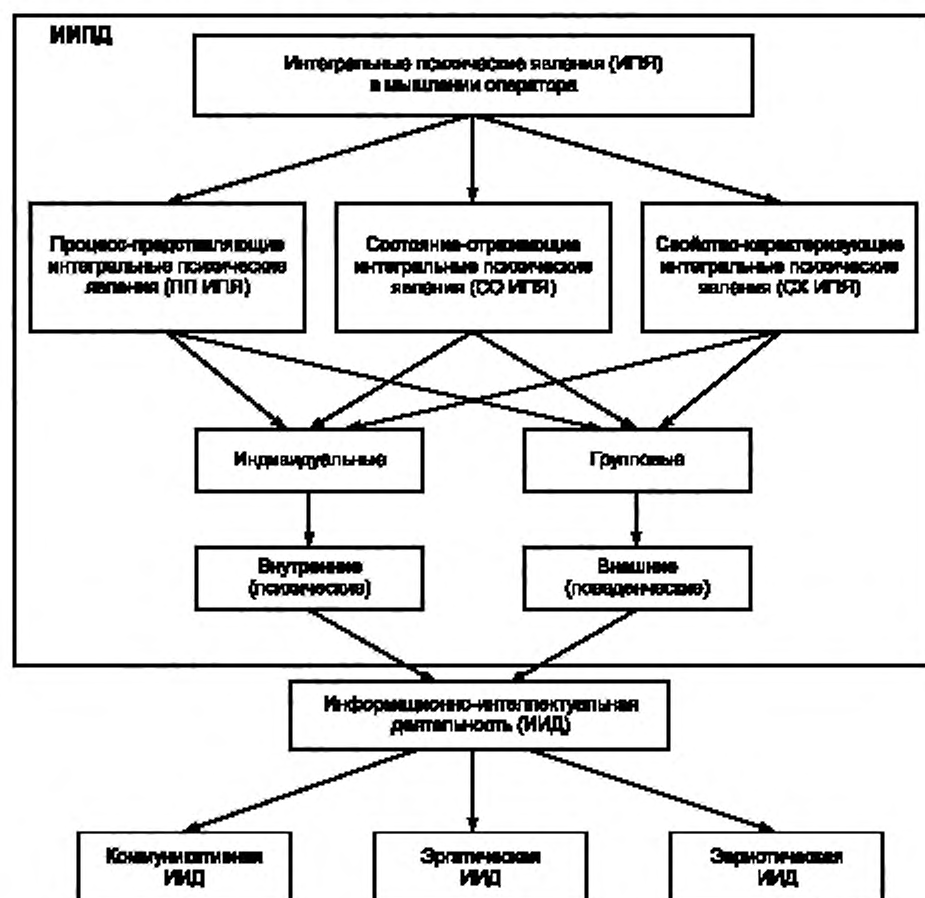 ИИПД
Интегральные психические явления (ИПЯ)
в мышлении оператора
Процесс-представляющие
интегральные психические
явления (ПП ИПЯ)
Состояние-отражающие
интегральные психические
явления (СО ИПЯ)
Свойства-характеризующие
интегральные психические
явления (СХ ИПЯ)
Индивидуальные
Групповые
Внутренние
(психические)
Внешние
(поведенческие)
Информационно-интеллектуальная
деятельность (ИИД)
Коммуникативная
ИИД
Эргатическая
ИИД
Эвристическая
ИИД